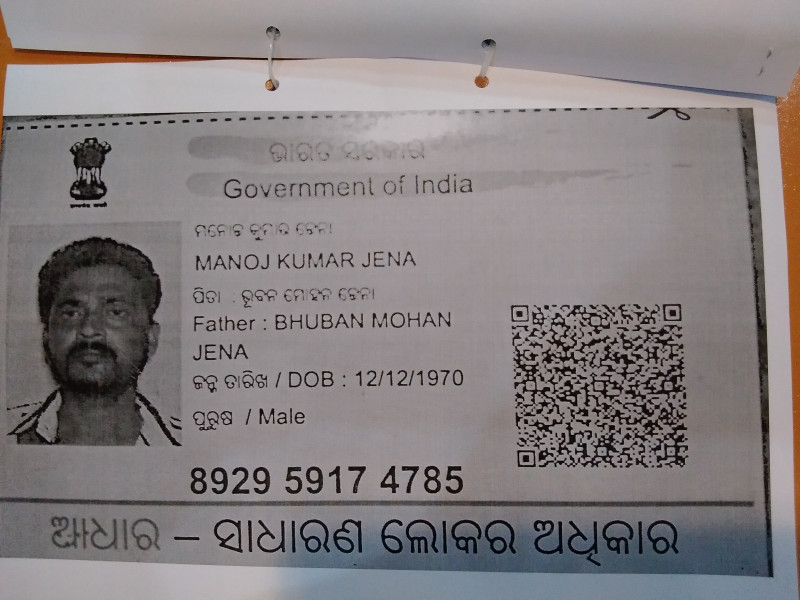 ଭାରତ ସରକାର
Government of India
ମନୋଜ କୁମାର ଜେନା
MANOJ KUMAR JENA
ପିତା : ଭୂବନ ମୋହନ ଜେନା
Father : BHUBAN MOHAN
JENA
ଜନ୍ମ ତାରିଖ / DOB : 12/12/1970
ପୁରୁଷ / Male
8929 5917 4785
ଆଧାର – ସାଧାରଣ ଲୋକର ଅଧିକାର